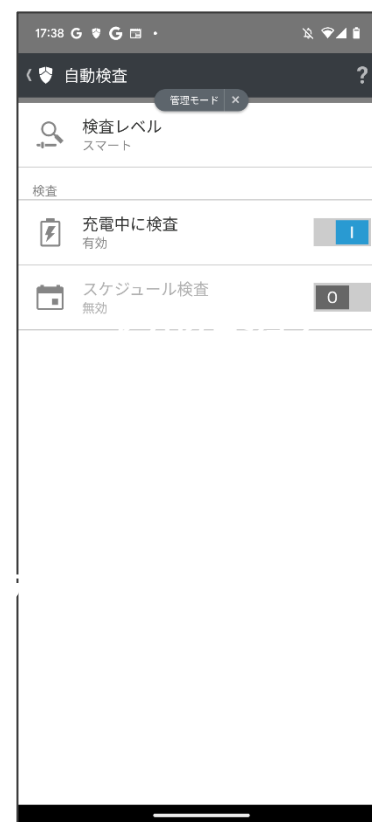 17:38 G G
自動検査
?
管理モード ×
検査レベル
スマート
検査
充電中に検査
有効
I
スケジュール検査
無効
O